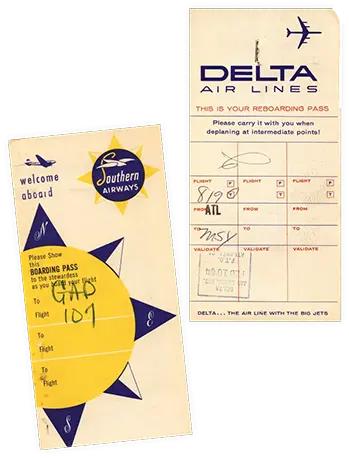 DELTA
AIR LINES
THIS IS YOUR REBOARDING PASS
Please carry it with you when
deplaning at intermediate points!
FLIGHT F FLIGHT F FLIGHT F
819 T T
FROM ATL FROM FROM
TO MSY TO TO
VALIDATE VALIDATE VALIDATE
DELTA... THE AIR LINE WITH THE BIG JETS
welcome
aboard
Southern
AIRWAYS
N
Please Show
this
BOARDING PASS
to the stewardess
as you board your flight
To GAD
Flight 107
E
To
Flight
To
Flight
S